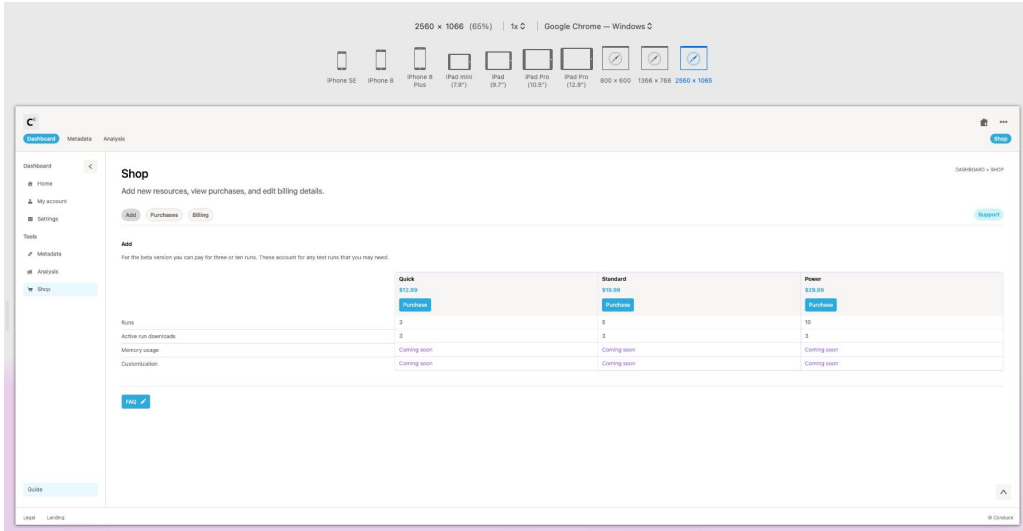 2560 × 1066 (65%) 1x Google Chrome — Windows
iPhone SE iPhone 8 iPhone 8 Plus iPad mini (7.9") iPad (9.7") iPad Pro (10.5") iPad Pro (12.9") 800 × 600 1366 × 768 2560 × 1065
C
Dashboard Metadata Analysis Shop
Dashboard
Home
My account
Settings
Tools
Metadata
Analysis
Shop
Guide
Shop DASHBOARD > SHOP
Add new resources, view purchases, and edit billing details.
Add Purchases Billing Support
Add
For the beta version you can pay for three or ten runs. These account for any test runs that you may need.
Quick Standard Power
$12.99 $18.99 $29.99
Purchase Purchase Purchase
Runs 3 5 10
Active run downloads 3 3 3
Memory usage Coming soon Coming soon Coming soon
Customization Coming soon Coming soon Coming soon
FAQ
Legal Landing © Conduce